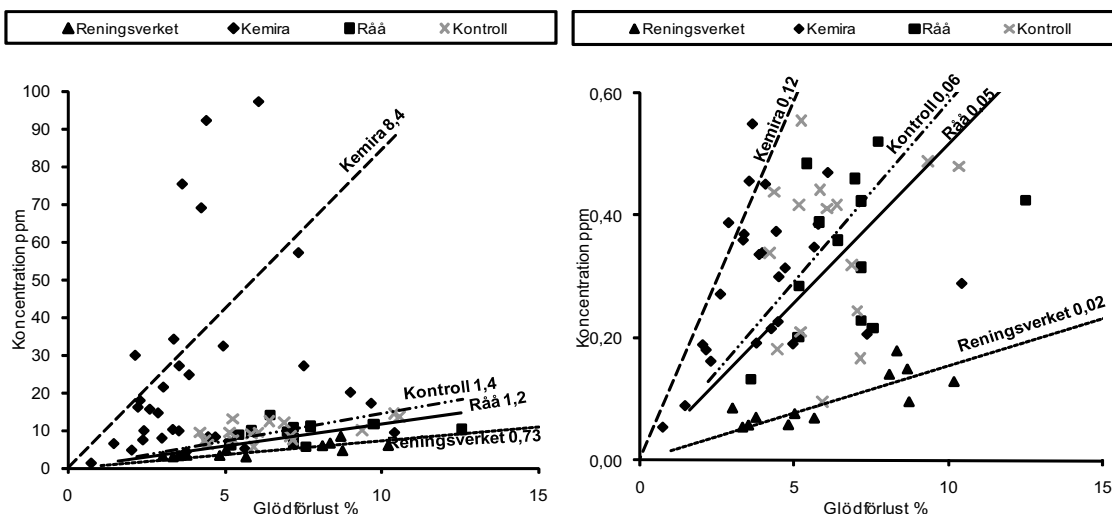 Reningsverket Kemira Råå Kontroll
100
90
80
70
60
50
40
30
20
10
0
Koncentration ppm
Kemira 8,4
Kontroll 1,4
Råå 1,2
Reningsverket 0,73
0 5 10 15
Glödförlust %
Reningsverket Kemira Råå Kontroll
0,60
0,40
0,20
0,00
Koncentration ppm
Kemira 0,12
Kontroll 0,06
Råå 0,05
Reningsverket 0,02
0 5 10 15
Glödförlust %